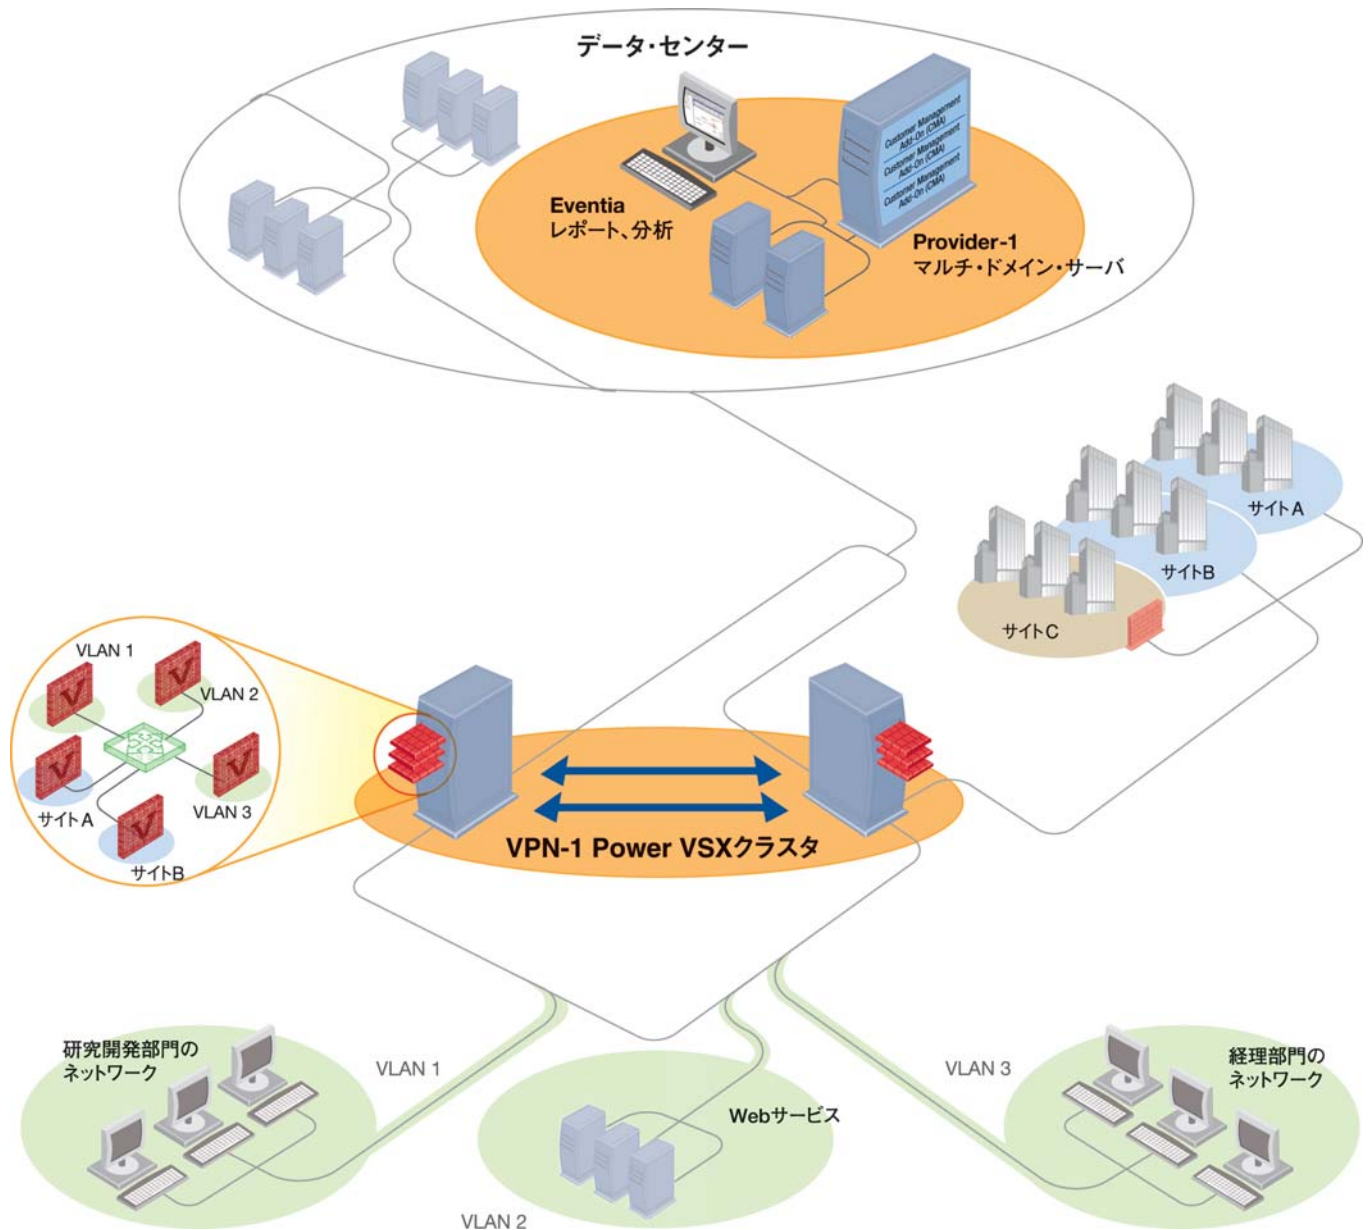 データ・センター
Customer Management
Add-On (CMA)
Customer Management
Add-On (CMA)
Customer Management
Add-On (CMA)
Eventia
レポート、分析
Provider-1
マルチ・ドメイン・サーバ
サイトA
サイトB
サイトC
VLAN 1
VLAN 2
サイトA
VLAN 3
サイトB
V
V
V
V
V
VPN-1 Power VSXクラスタ
研究開発部門の
ネットワーク
VLAN 1
Webサービス
VLAN 2
VLAN 3
経理部門の
ネットワーク